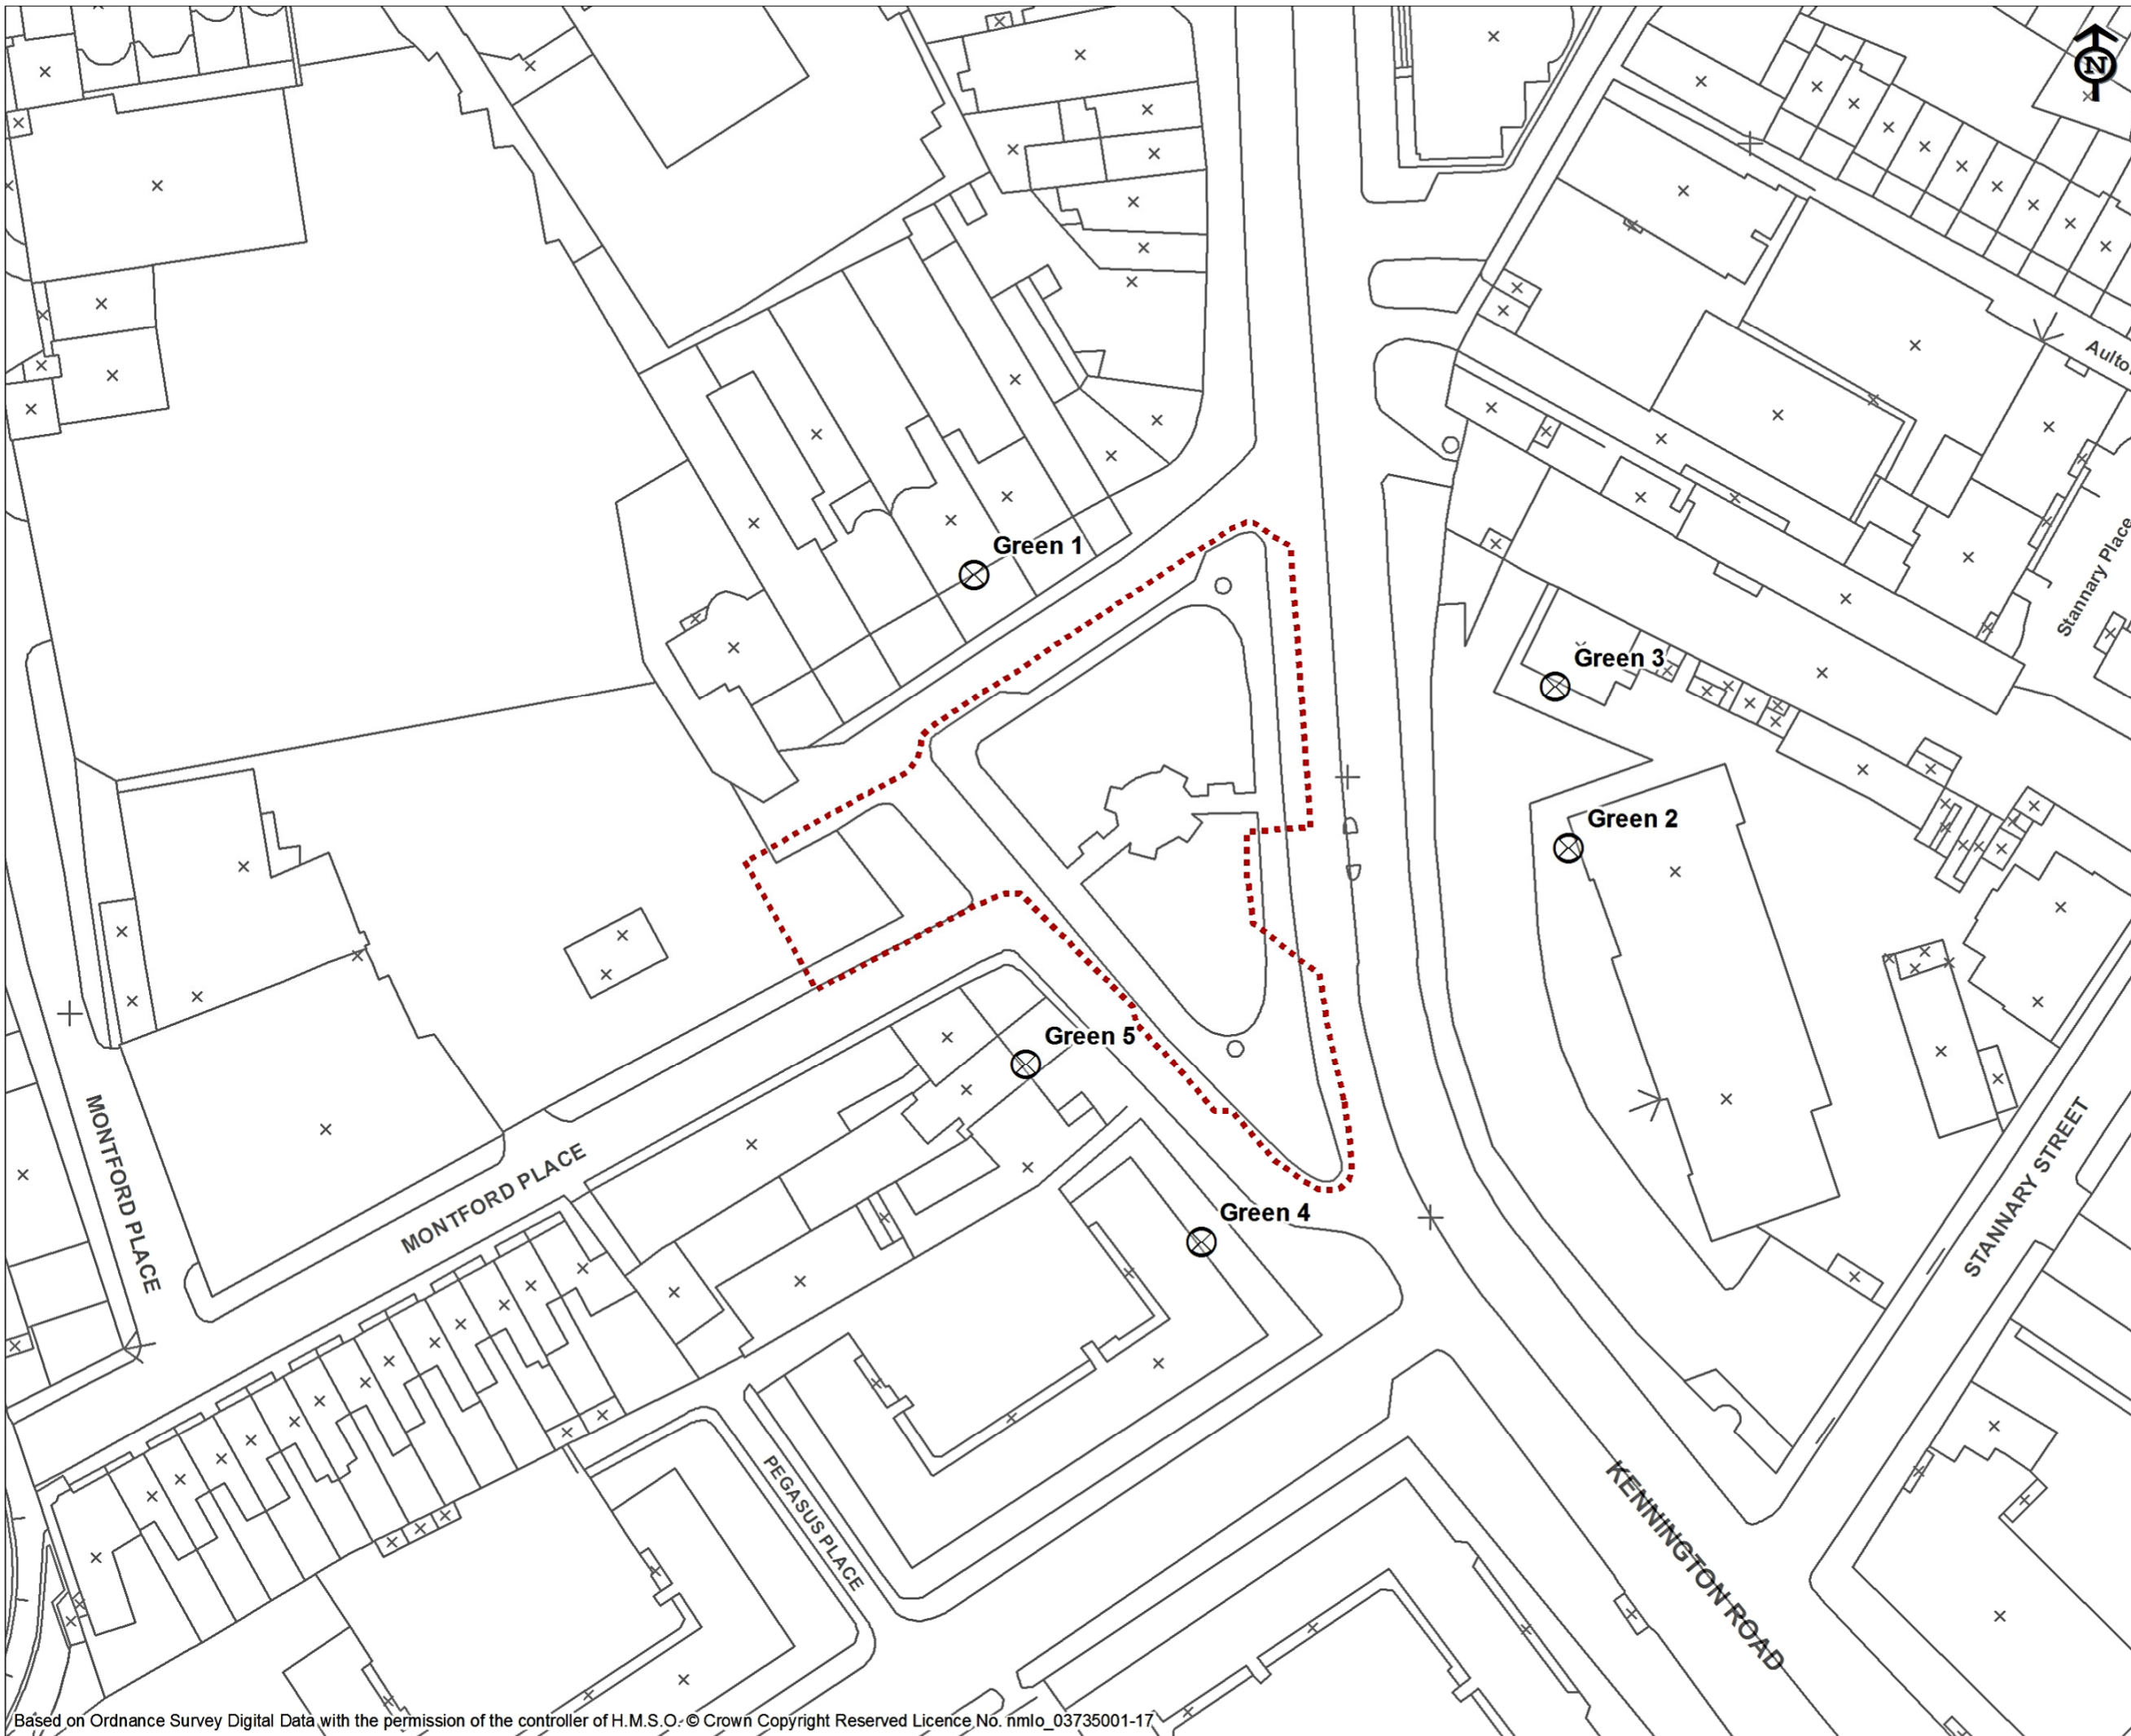 N
Aulto
Stannary Place
Green 1
Green 3
Green 2
Green 5
Green 4
MONTFORD PLACE
MONTFORD PLACE
STANNARY STREET
PEGASUS PLACE
KENNINGTON ROAD
Based on Ordnance Survey Digital Data with the permission of the controller of H.M.S.O. © Crown Copyright Reserved Licence No. nmlo_03735001-17